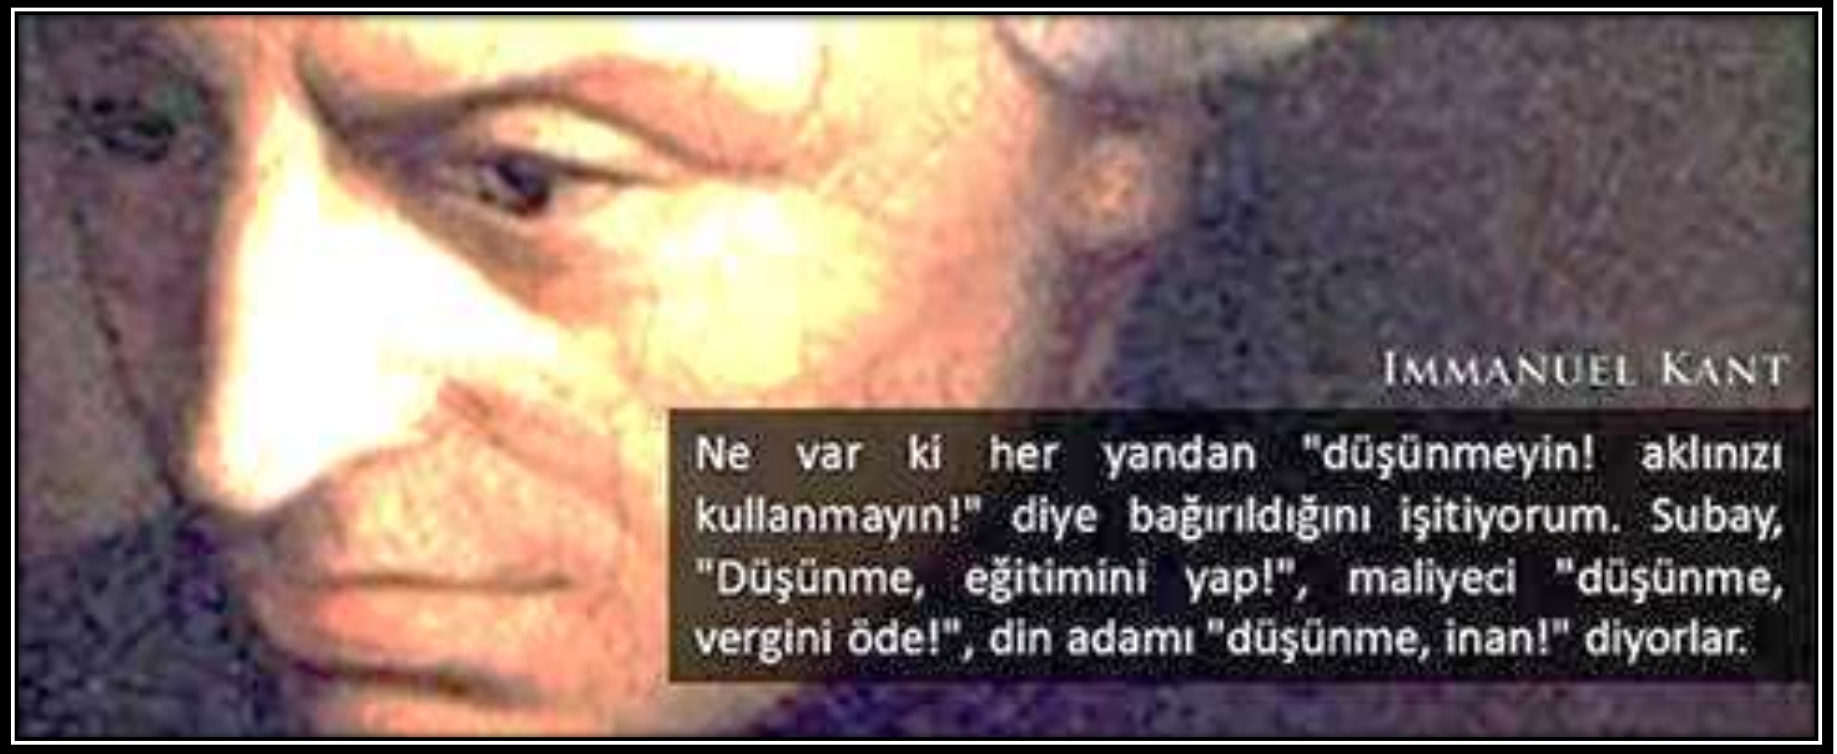 IMMANUEL KANT
Ne var ki her yandan "düşünmeyin! aklınızı
kullanmayın!" diye bağırıldığını işitiyorum. Subay,
"Düşünme, eğitimini yap!", maliyeci "düşünme,
vergini öde!", din adamı "düşünme, inan!" diyorlar.